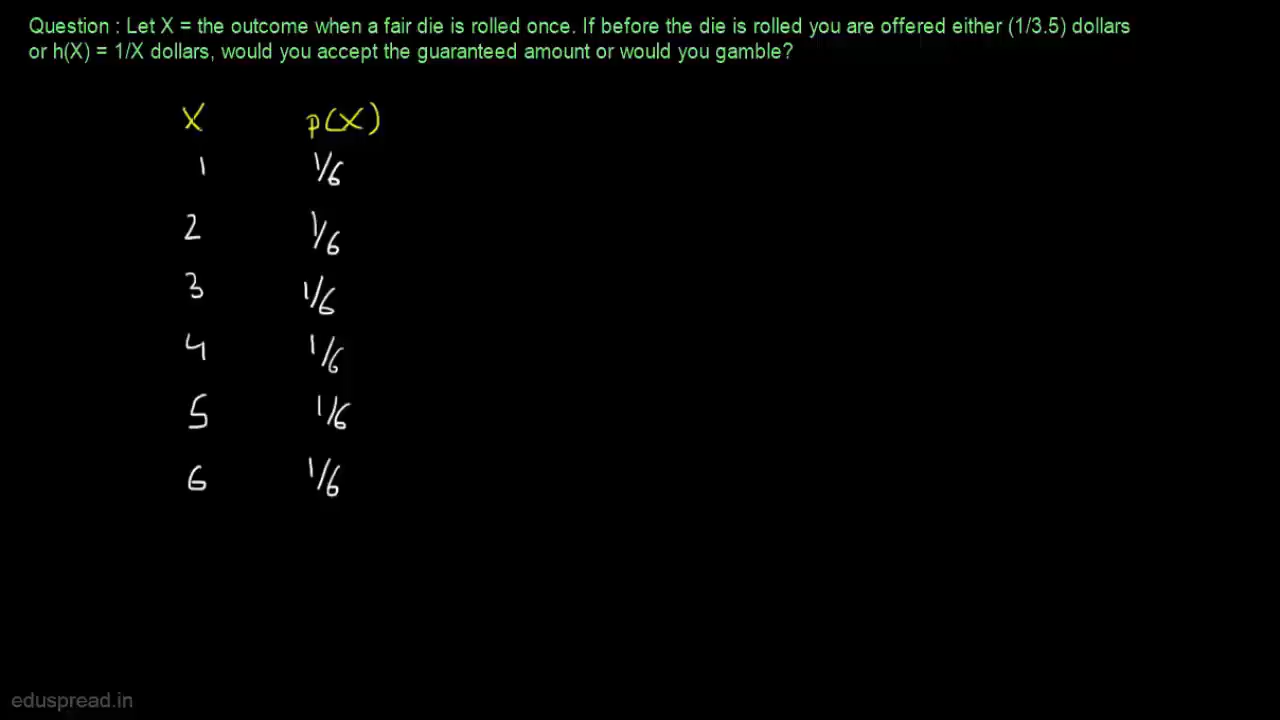 Question : Let X = the outcome when a fair die is rolled once. If before the die is rolled you are offered either (1/3.5) dollars
or h(X) = 1/X dollars, would you accept the guaranteed amount or would you gamble?
X p(X)
1 1/6
2 1/6
3 1/6
4 1/6
5 1/6
6 1/6
eduspread.in